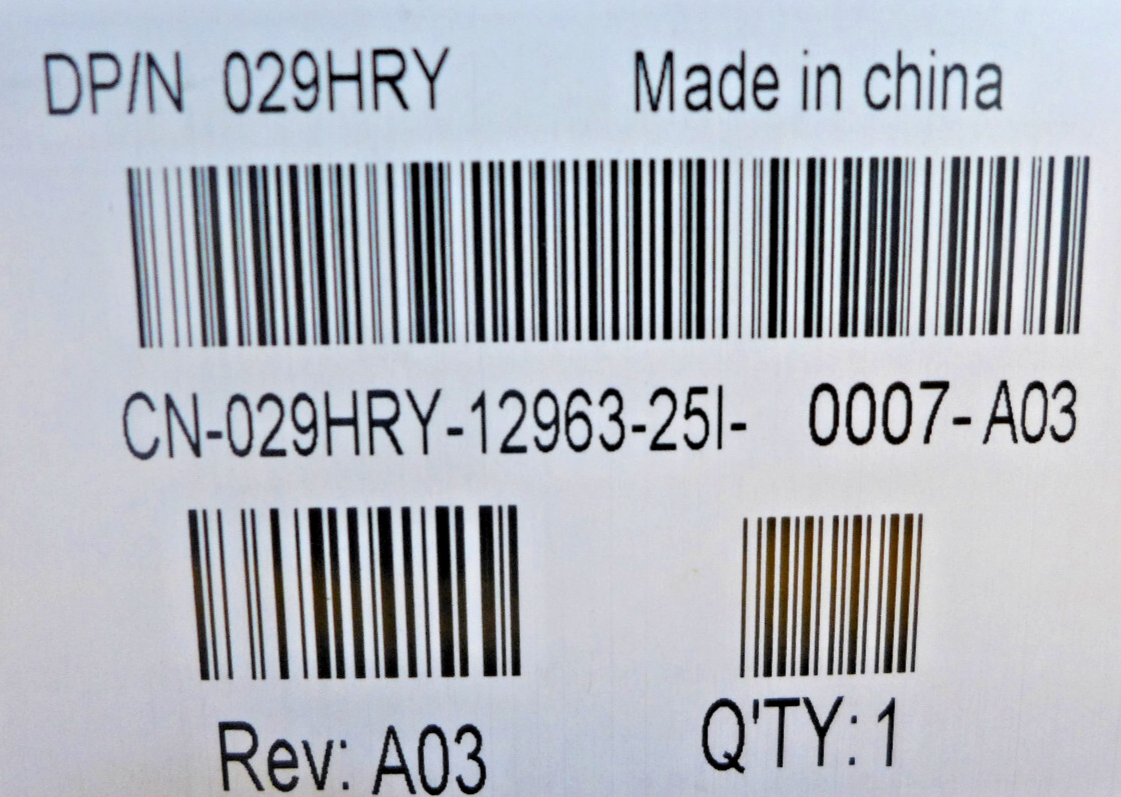 DP/N 029HRY Made in china
CN-029HRY-12963-25I- 0007-A03
Rev: A03 Q'TY: 1